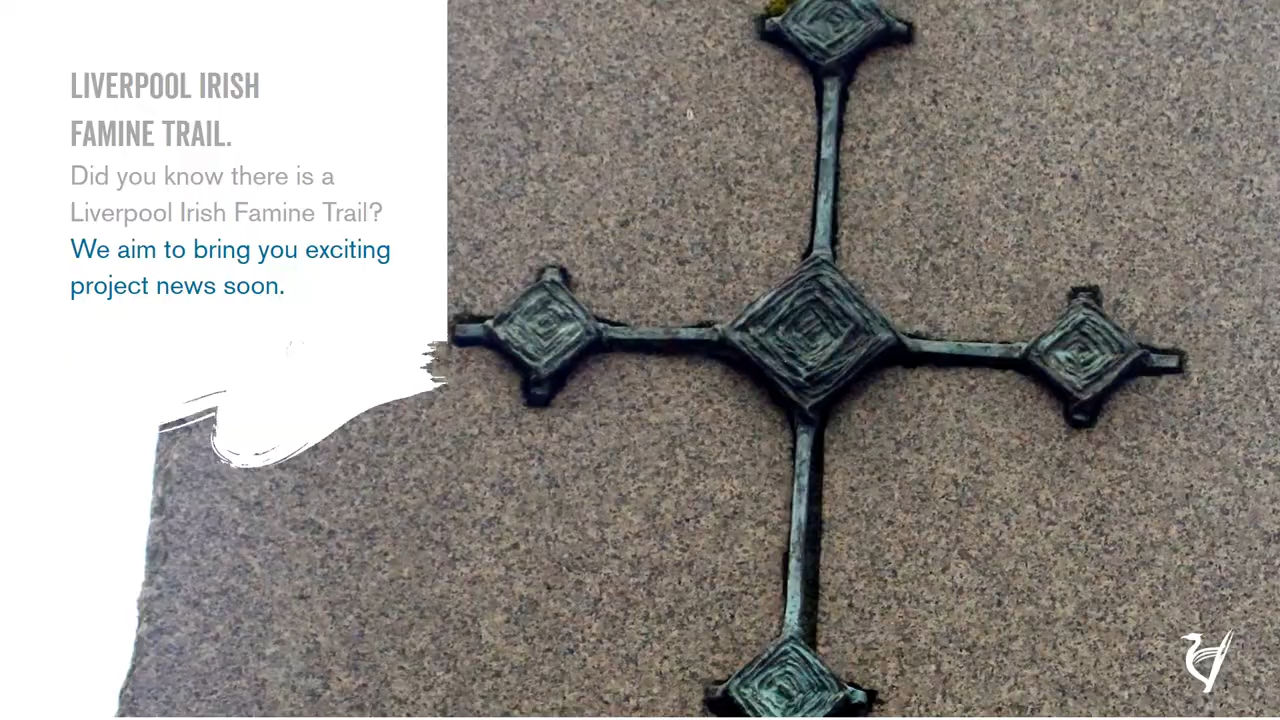 LIVERPOOL IRISH
FAMINE TRAIL.
Did you know there is a
Liverpool Irish Famine Trail?
We aim to bring you exciting
project news soon.